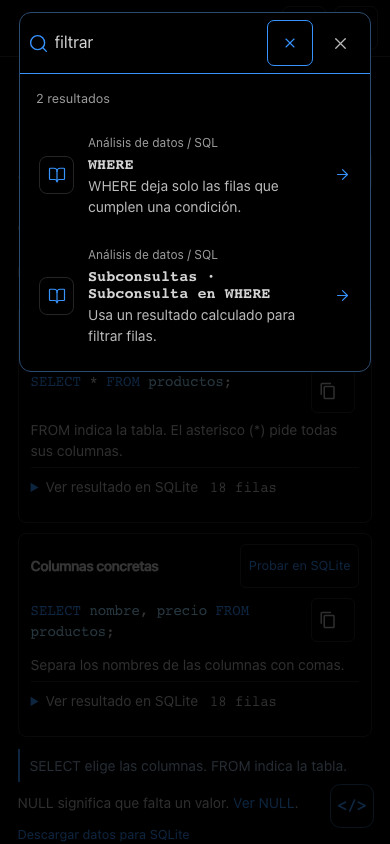 filtrar
2 resultados
Análisis de datos / SQL
WHERE
WHERE deja solo las filas que
cumplen una condición.
Análisis de datos / SQL
Subconsultas ·
Subconsulta en WHERE
Usa un resultado calculado para
filtrar filas.
SELECT * FROM productos;
FROM indica la tabla. El asterisco (*) pide todas
sus columnas.
Ver resultado en SQLite 18 filas
Columnas concretas
Probar en SQLite
SELECT nombre, precio FROM
productos;
Separa los nombres de las columnas con comas.
Ver resultado en SQLite 18 filas
SELECT elige las columnas. FROM indica la tabla.
NULL significa que falta un valor. Ver NULL.
</>
Descargar datos para SQLite